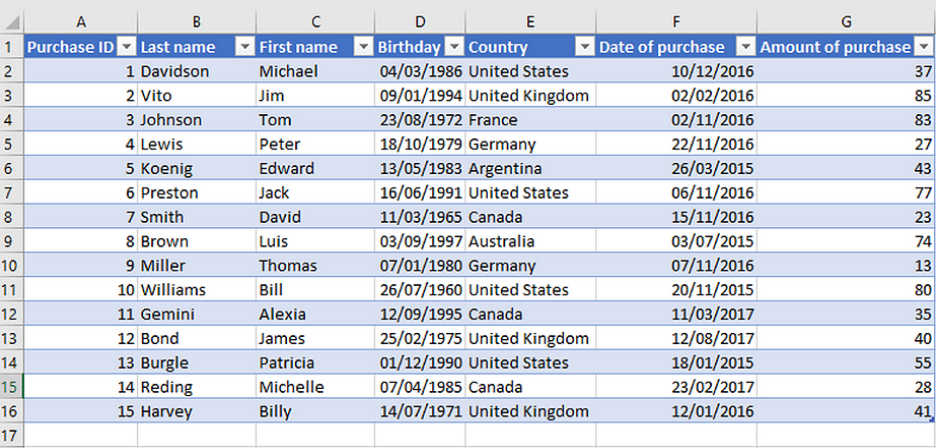 A B C D E F G
1 Purchase ID Last name First name Birthday Country Date of purchase Amount of purchase
2 1 Davidson Michael 04/03/1986 United States 10/12/2016 37
3 2 Vito Jim 09/01/1994 United Kingdom 02/02/2016 85
4 3 Johnson Tom 23/08/1972 France 02/11/2016 83
5 4 Lewis Peter 18/10/1979 Germany 22/11/2016 27
6 5 Koenig Edward 13/05/1983 Argentina 26/03/2015 43
7 6 Preston Jack 16/06/1991 United States 06/11/2016 77
8 7 Smith David 11/03/1965 Canada 15/11/2016 23
9 8 Brown Luis 03/09/1997 Australia 03/07/2015 74
10 9 Miller Thomas 07/01/1980 Germany 07/11/2016 13
11 10 Williams Bill 26/07/1960 United States 20/11/2015 80
12 11 Gemini Alexia 12/09/1995 Canada 11/03/2017 35
13 12 Bond James 25/02/1975 United Kingdom 12/08/2017 40
14 13 Burgle Patricia 01/12/1990 United States 18/01/2015 55
15 14 Reding Michelle 07/04/1985 Canada 23/02/2017 28
16 15 Harvey Billy 14/07/1971 United Kingdom 12/01/2016 41
17